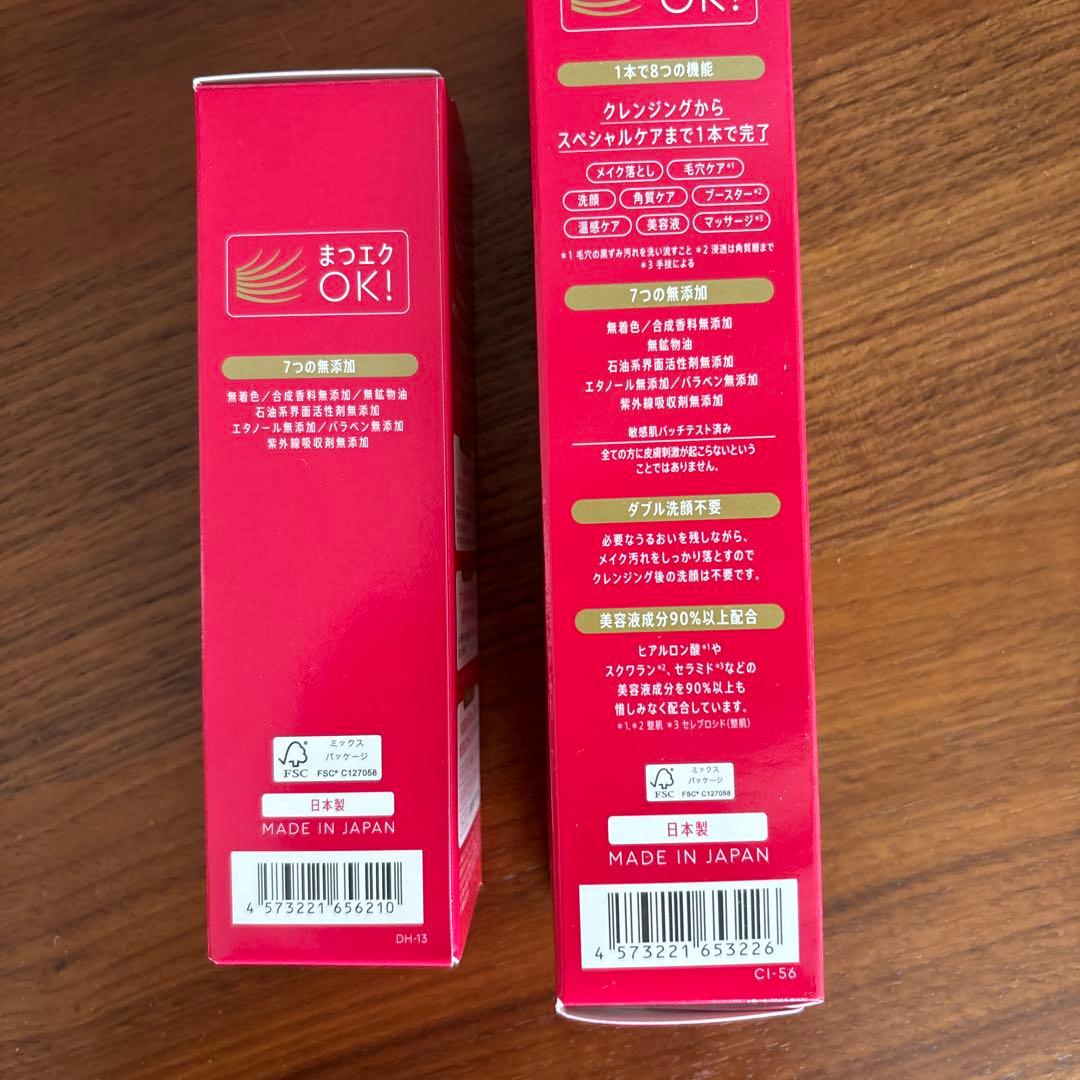 まつエク
OK!
7つの無添加
無着色／合成香料無添加／無鉱物油
石油系界面活性剤無添加
エタノール無添加／パラベン無添加
紫外線吸収剤無添加
FSC
ミックス
パッケージ
FSC® C127058
日本製
MADE IN JAPAN
4 573221 656210
DH-13
OK!
1本で8つの機能
クレンジングから
スペシャルケアまで1本で完了
メイク落とし 毛穴ケア*1
洗顔 角質ケア ブースター*2
温感ケア 美容液 マッサージ*3
*1 毛穴の黒ずみ汚れを洗い流すこと *2 浸透は角質層まで
*3 手技による
7つの無添加
無着色／合成香料無添加
無鉱物油
石油系界面活性剤無添加
エタノール無添加／パラベン無添加
紫外線吸収剤無添加
敏感肌パッチテスト済み
全ての方に皮膚刺激が起こらないという
ことではありません。
ダブル洗顔不要
必要なうるおいを残しながら、
メイク汚れをしっかり落とすので
クレンジング後の洗顔は不要です。
美容液成分90%以上配合
ヒアルロン酸*1や
スクワラン*2、セラミド*3などの
美容液成分を90%以上も
惜しみなく配合しています。
*1,*2 整肌 *3 セレブロシド(整肌)
FSC
ミックス
パッケージ
FSC® C127058
日本製
MADE IN JAPAN
4 573221 653226
CI-56